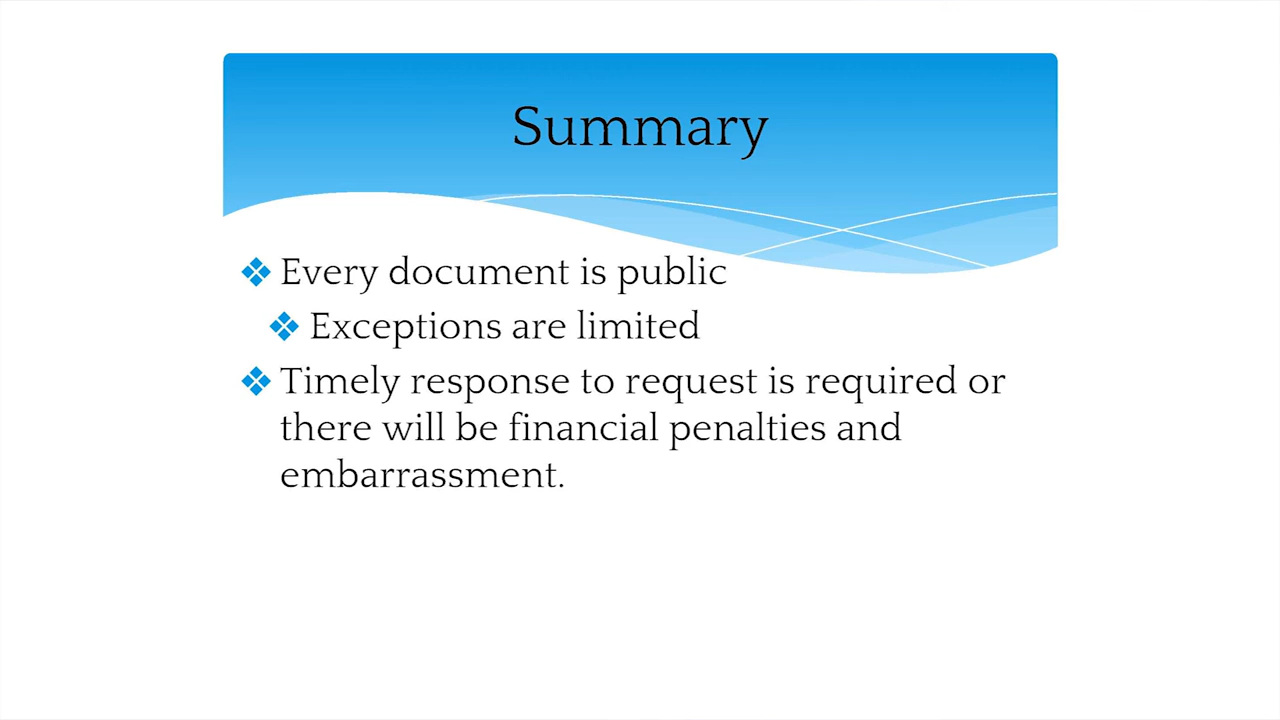 Summary
Every document is public
Exceptions are limited
Timely response to request is required or
there will be financial penalties and
embarrassment.